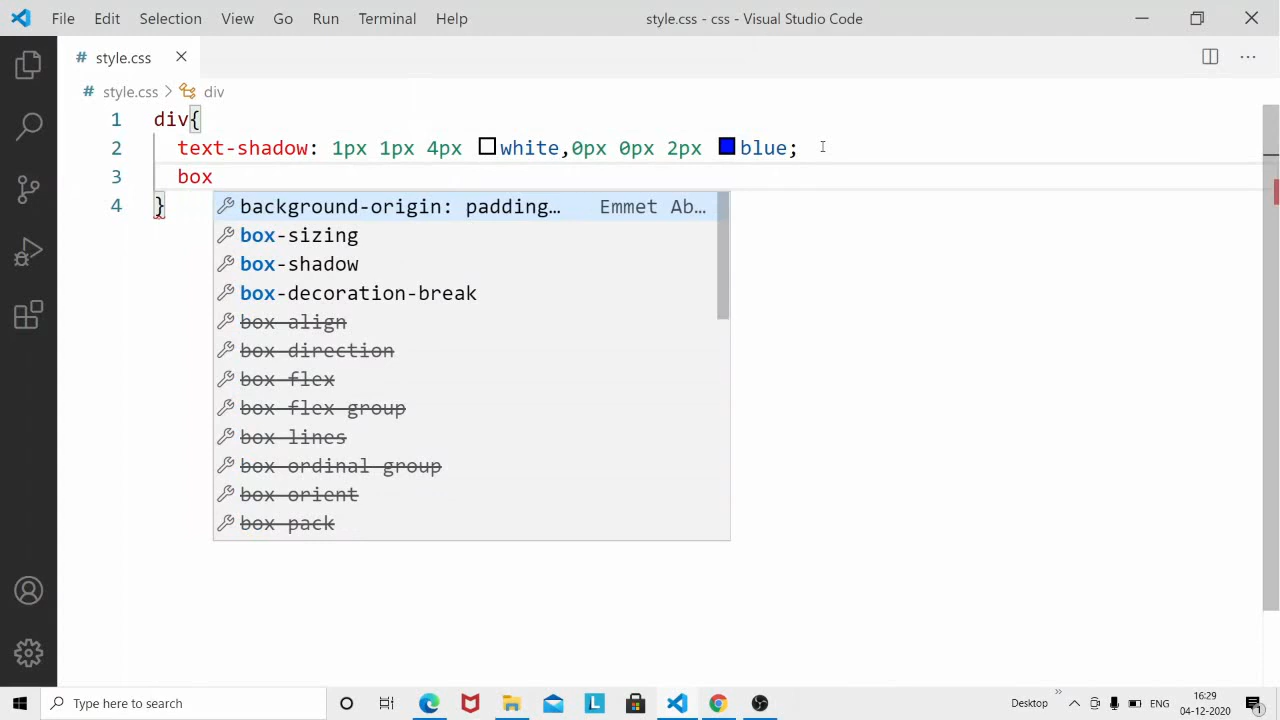 File Edit Selection View Go Run Terminal Help style.css - css - Visual Studio Code
# style.css
# style.css > div
1 div{
2 text-shadow: 1px 1px 4px white,0px 0px 2px blue;
3 box
4 }
background-origin: padding… Emmet Ab…
box-sizing
box-shadow
box-decoration-break
box-align
box-direction
box-flex
box-flex-group
box-lines
box-ordinal-group
box-orient
box-pack
Type here to search
L
Desktop
»
ENG
16:29
04-12-2020
1